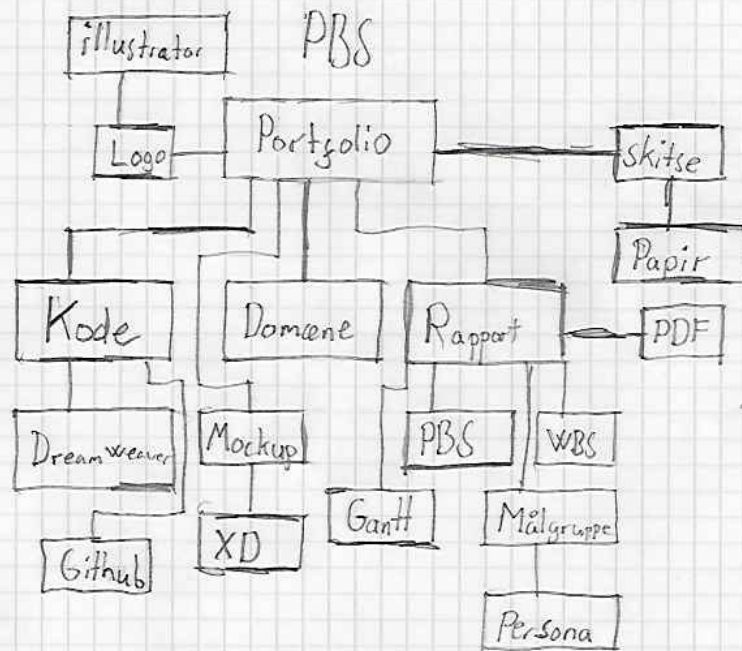 illustrator
PBS
Logo
Portfolio
skitse
Papir
Kode
Domæne
Rapport
PDF
Dreamweaver
Mockup
PBS
WBS
Github
XD
Gantt
Målgruppe
Persona